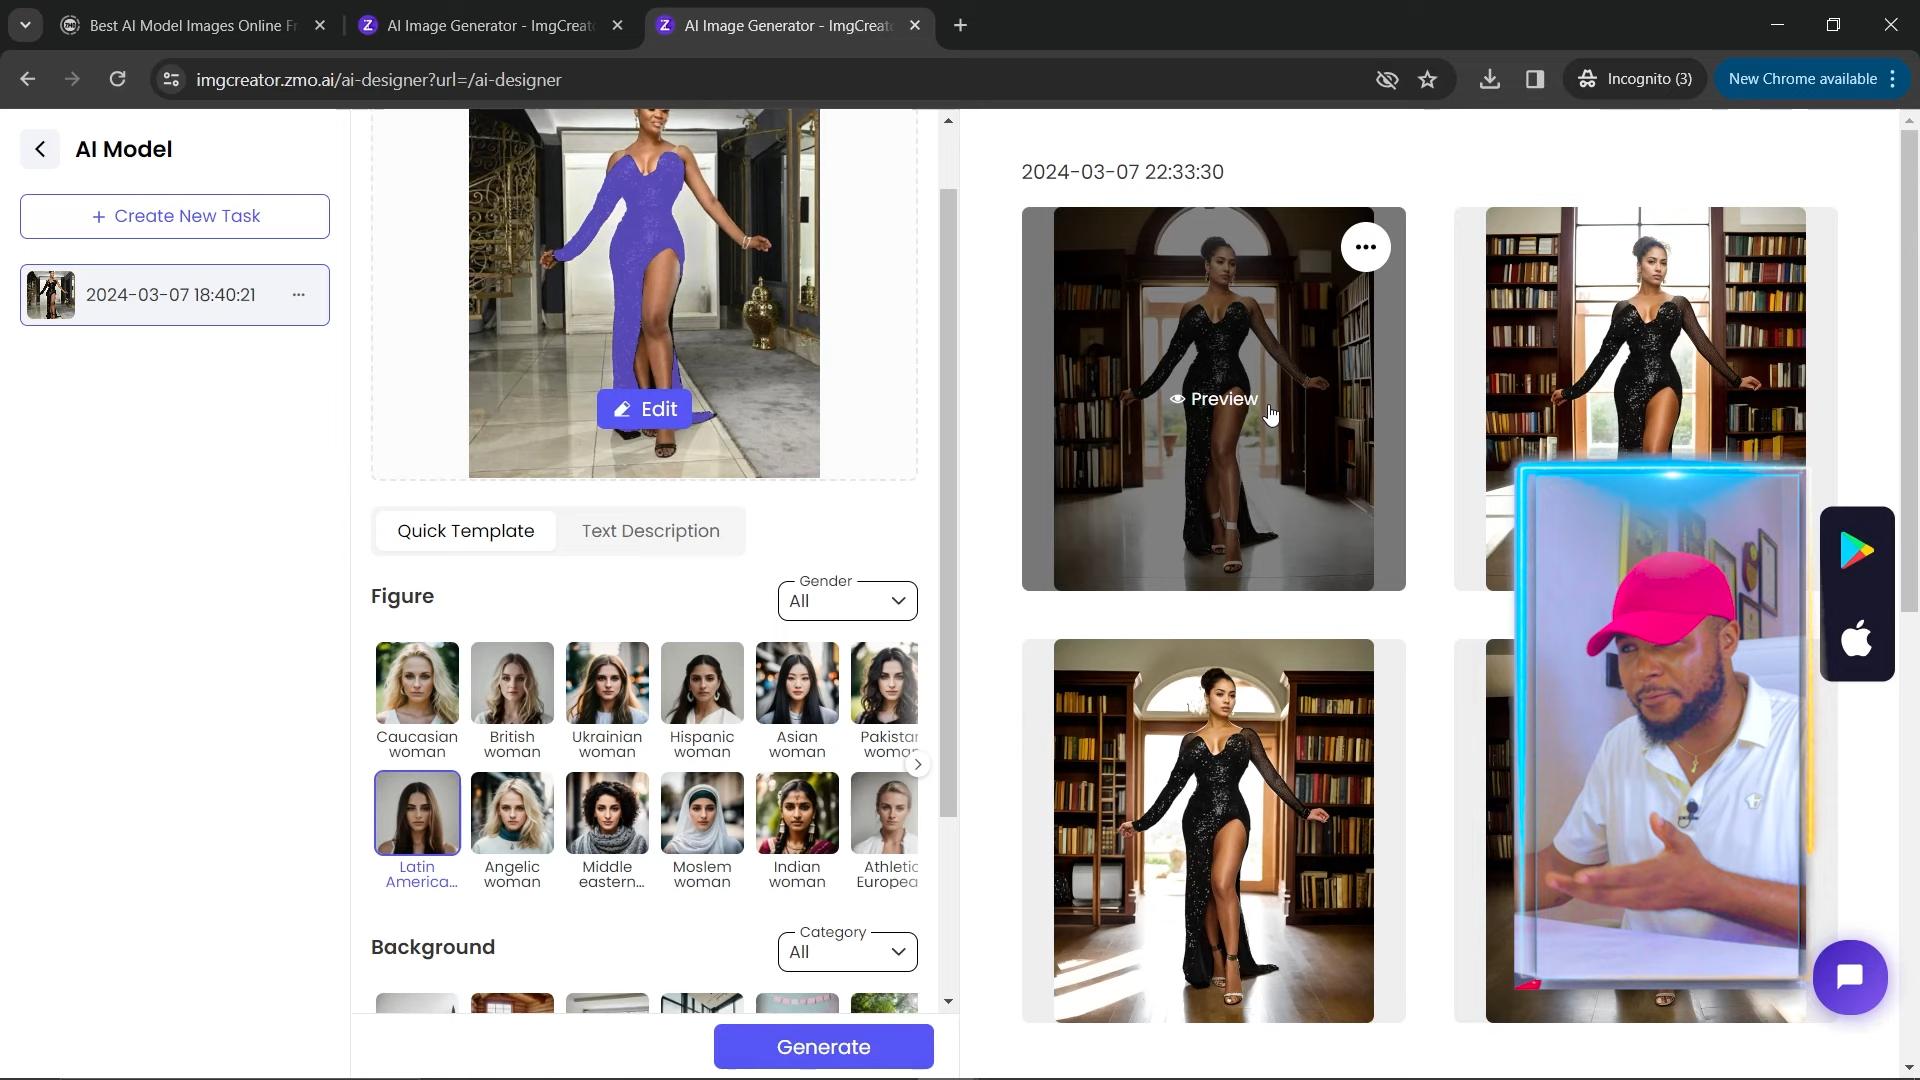 Best AI Model Images Online Fr
AI Image Generator - ImgCreato
AI Image Generator - ImgCreato
imgcreator.zmo.ai/ai-designer?url=/ai-designer
Incognito (3)
New Chrome available
AI Model
+ Create New Task
2024-03-07 18:40:21
Edit
Quick Template
Text Description
Figure
Gender
All
Caucasian
woman
British
woman
Ukrainian
woman
Hispanic
woman
Asian
woman
Pakistan
woman
Latin
America...
Angelic
woman
Middle
eastern...
Moslem
woman
Indian
woman
Athletic
Europea
Background
Category
All
Generate
2024-03-07 22:33:30
Preview